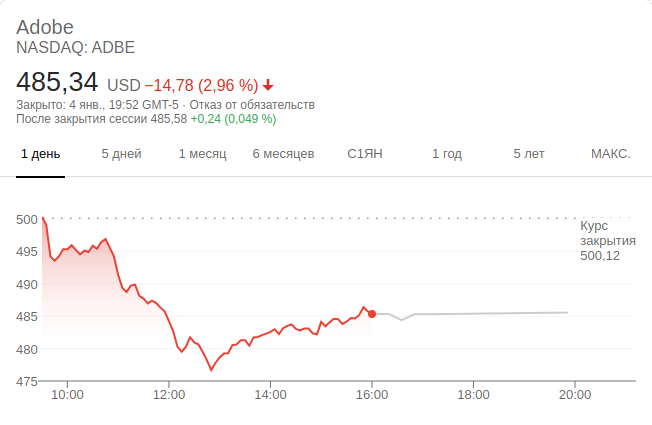 Adobe
NASDAQ: ADBE
485,34 USD −14,78 (2,96 %)
Закрыто: 4 янв., 19:52 GMT-5 · Отказ от обязательств
После закрытия сессии 485,58 +0,24 (0,049 %)
1 день 5 дней 1 месяц 6 месяцев С1ЯН 1 год 5 лет МАКС.
500
Курс
закрытия
500,12
495
490
485
480
475
10:00 12:00 14:00 16:00 18:00 20:00